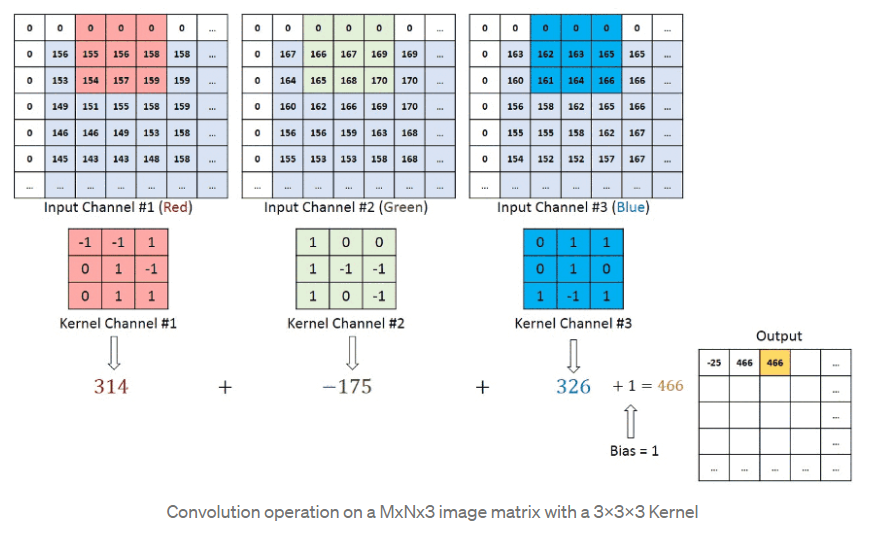 0 0 0 0 0 0 ...
0 156 155 156 158 158 ...
0 153 154 157 159 159 ...
0 149 151 155 158 159 ...
0 146 146 149 153 158 ...
0 145 143 143 148 158 ...
... ... ... ... ... ... ...
Input Channel #1 (Red)
0 0 0 0 0 0 ...
0 167 166 167 169 169 ...
0 164 165 168 170 170 ...
0 160 162 166 169 170 ...
0 156 156 159 163 168 ...
0 155 153 153 158 168 ...
... ... ... ... ... ... ...
Input Channel #2 (Green)
0 0 0 0 0 0 ...
0 163 162 163 165 165 ...
0 160 161 164 166 166 ...
0 156 158 162 165 166 ...
0 155 155 158 162 167 ...
0 154 152 152 157 167 ...
... ... ... ... ... ... ...
Input Channel #3 (Blue)
-1 -1 1
0 1 -1
0 1 1
Kernel Channel #1
1 0 0
1 -1 -1
1 0 -1
Kernel Channel #2
0 1 1
0 1 0
1 -1 1
Kernel Channel #3
314 + −175 + 326 + 1 = 466
Bias = 1
Output
-25 466 466 ...
...
...
...
... ... ... ... ...
Convolution operation on a MxNx3 image matrix with a 3×3×3 Kernel